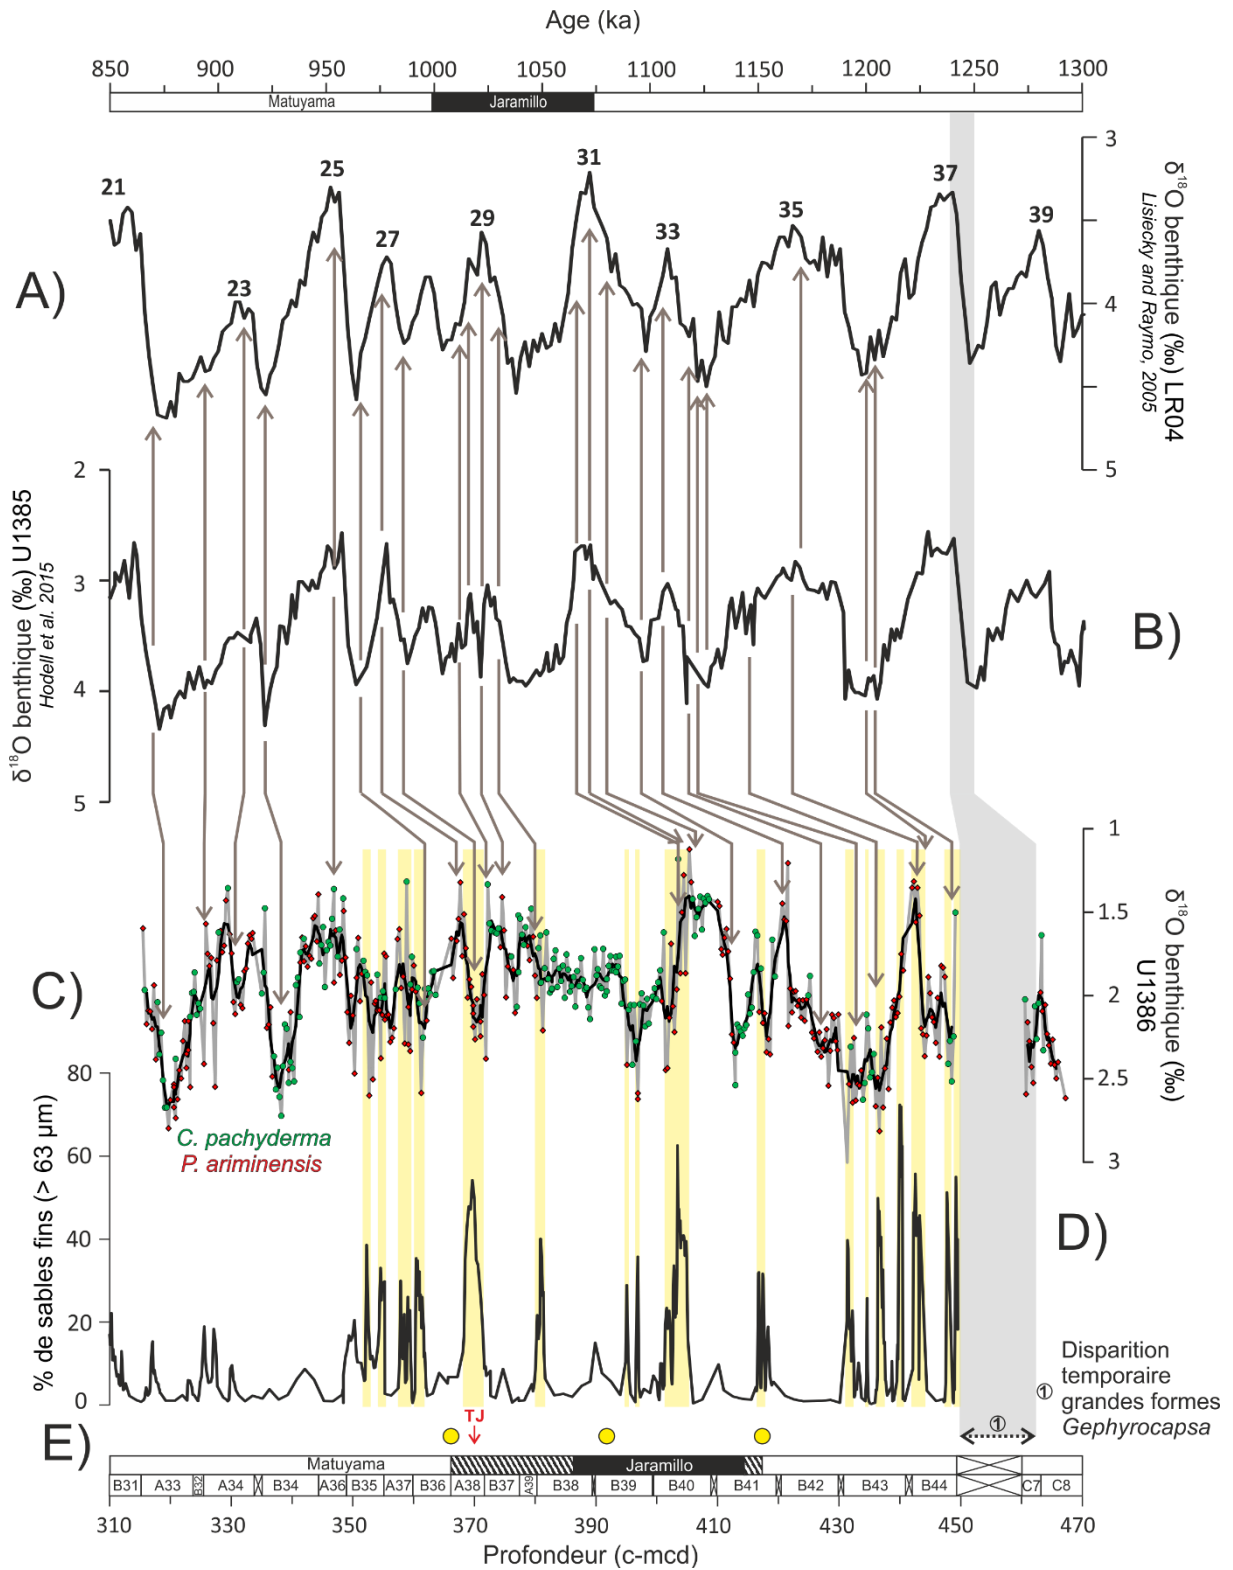 Age (ka)
850 900 950 1000 1050 1100 1150 1200 1250 1300
Matuyama Jaramillo
3
21 23 25 27 29 31 33 35 37 39
A)
4
δ18O benthique (‰) LR04
Lisiecky and Raymo, 2005
5
2
δ18O benthique (‰) U1385
Hodell et al. 2015
3
B)
4
5
1
1.5
C)
2
δ18O benthique (‰)
U1386
2.5
3
C. pachyderma
P. ariminensis
80
60
40
20
0
% de sables fins (> 63 µm)
D)
Disparition
temporaire
① grandes formes
Gephyrocapsa
①
TJ
E)
Matuyama Jaramillo
B31 A33 B32 A34 B34 A36 B35 A37 B36 A38 B37 A39 B38 B39 B40 B41 B42 B43 B44 C7 C8
310 330 350 370 390 410 430 450 470
Profondeur (c-mcd)